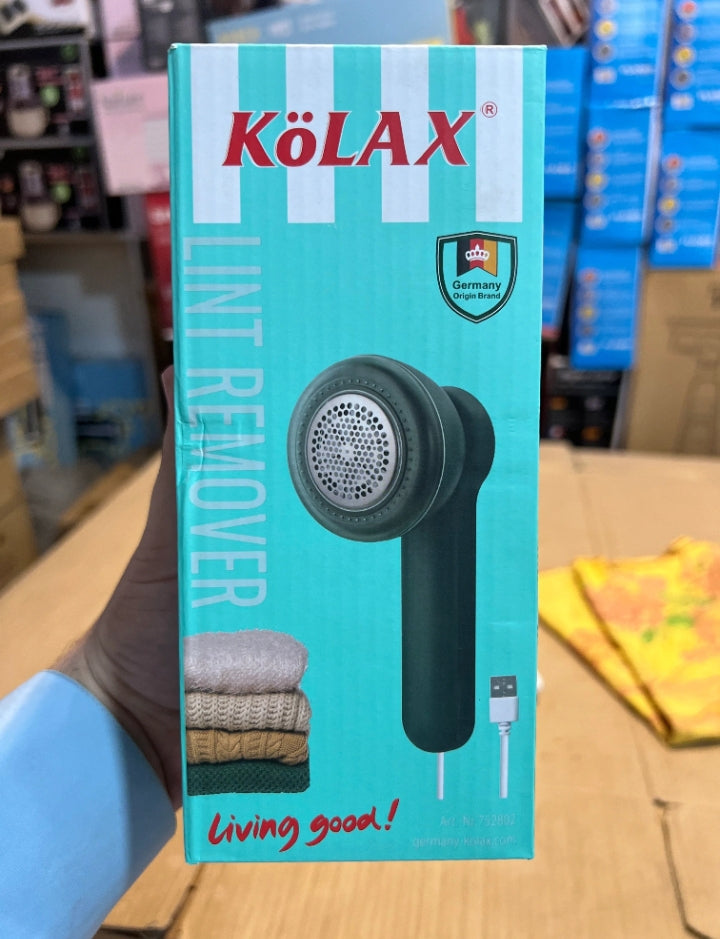 KöLAX®
Germany
Origin Brand
LINT REMOVER
Living good!
Art.-Nr.752802
germany-kolax.com